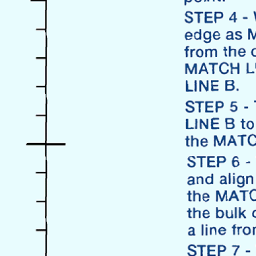 point.
STEP 4 -
edge as
from the
MATCH
LINE B.
STEP 5 -
LINE B to
the MATC
STEP 6 -
and align
the MATC
the bulk
a line from
STEP 7 -